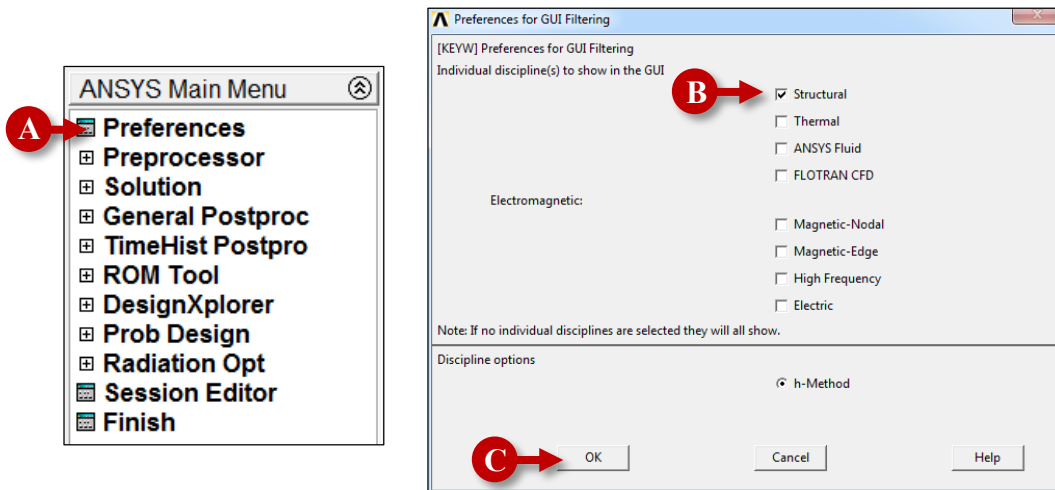 ANSYS Main Menu
A
Preferences
Preprocessor
Solution
General Postproc
TimeHist Postpro
ROM Tool
DesignXplorer
Prob Design
Radiation Opt
Session Editor
Finish
Preferences for GUI Filtering
[KEYW] Preferences for GUI Filtering
Individual discipline(s) to show in the GUI
B
Structural
Thermal
ANSYS Fluid
FLOTRAN CFD
Electromagnetic:
Magnetic-Nodal
Magnetic-Edge
High Frequency
Electric
Note: If no individual disciplines are selected they will all show.
Discipline options
h-Method
C
OK Cancel Help